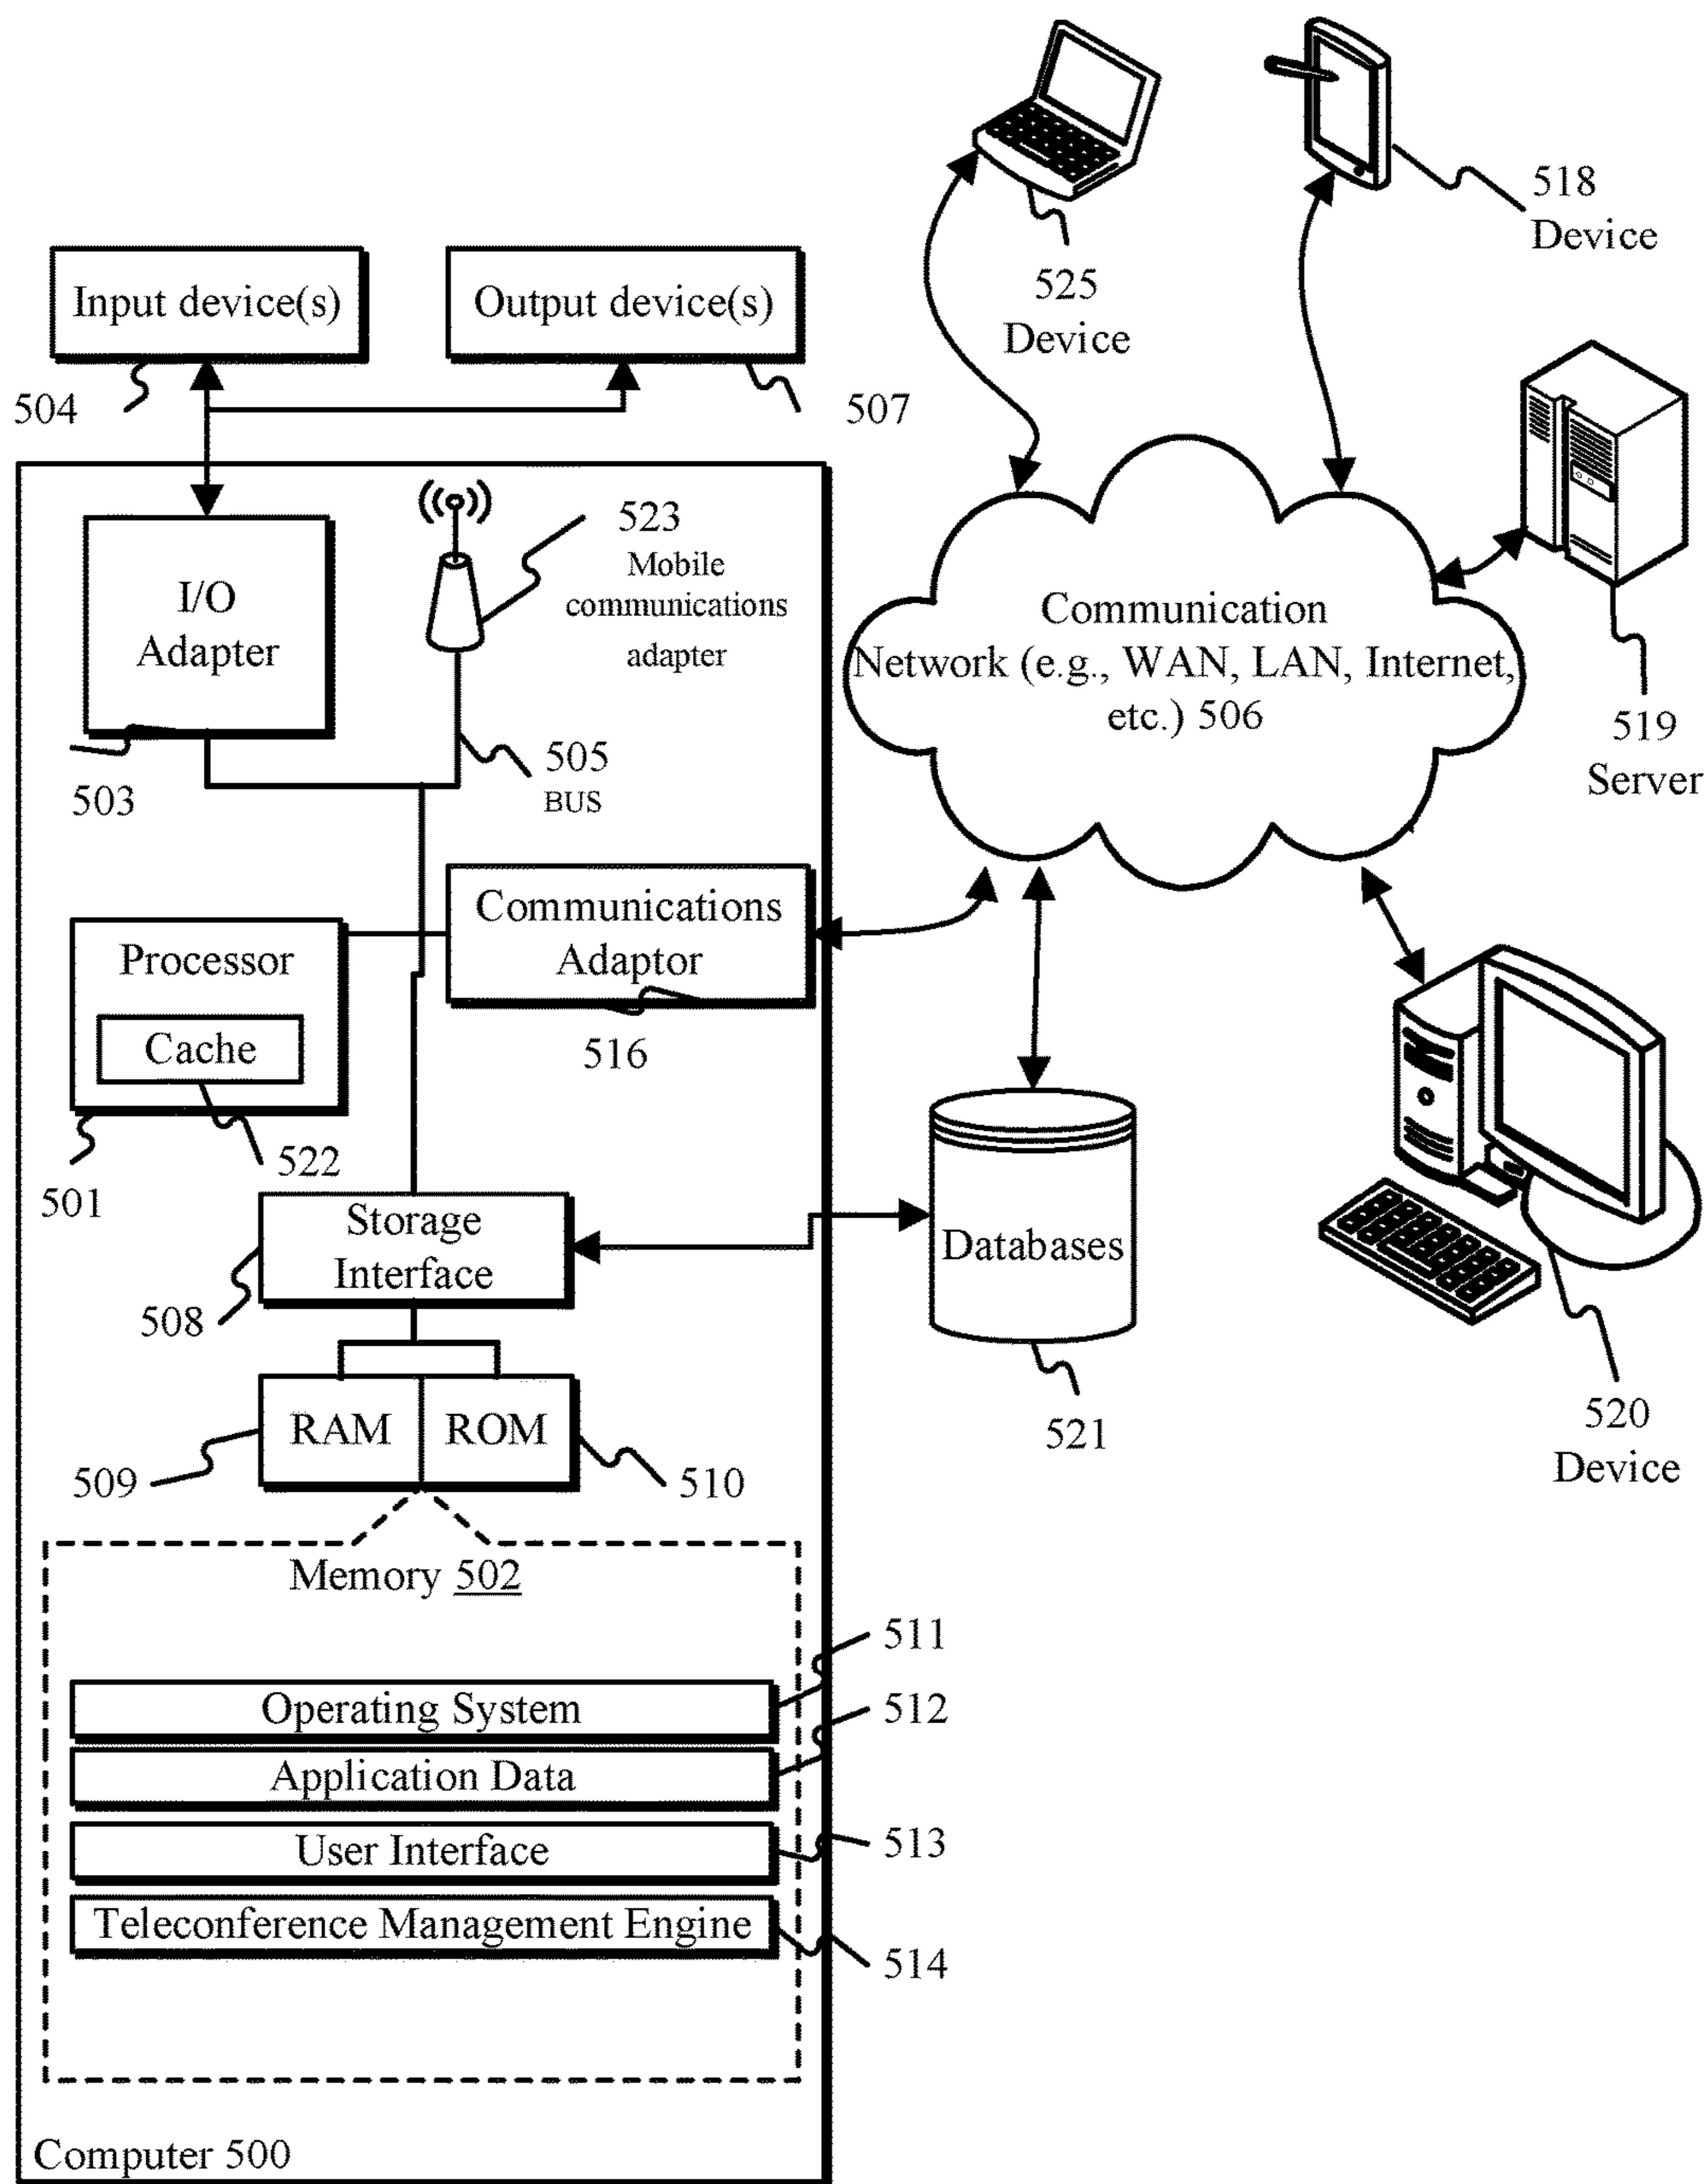 518
Device
525
Device
Input device(s)
Output device(s)
504
507
523
Mobile
communications
adapter
I/O
Adapter
503
505
BUS
Communication
Network (e.g., WAN, LAN, Internet,
etc.) 506
519
Server
Communications
Adaptor
516
Processor
Cache
522
501
Storage
Interface
508
Databases
521
520
Device
RAM
ROM
509
510
Memory 502
Operating System
511
Application Data
512
User Interface
513
Teleconference Management Engine
514
Computer 500